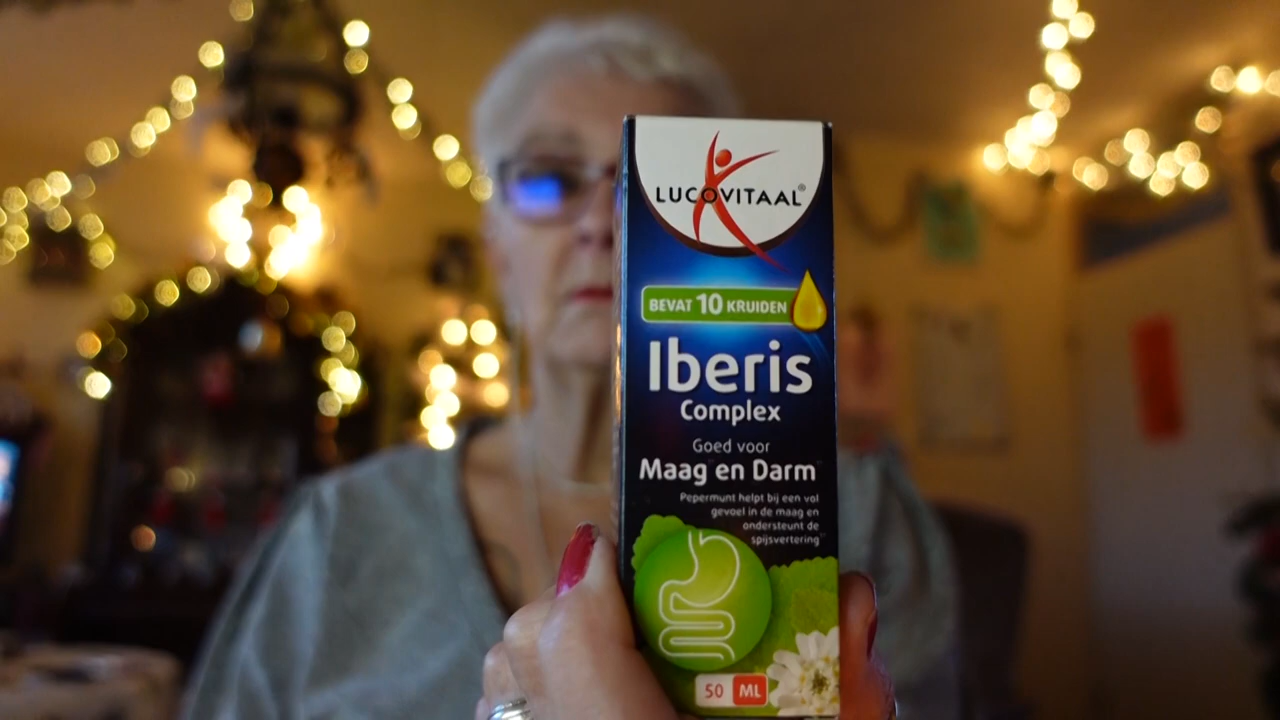 LUCOVITAAL®
BEVAT 10 KRUIDEN
Iberis
Complex
Goed voor
Maag en Darm
Pepermunt helpt bij een vol
gevoel in de maag en
ondersteunt de
spijsvertering
50 ML